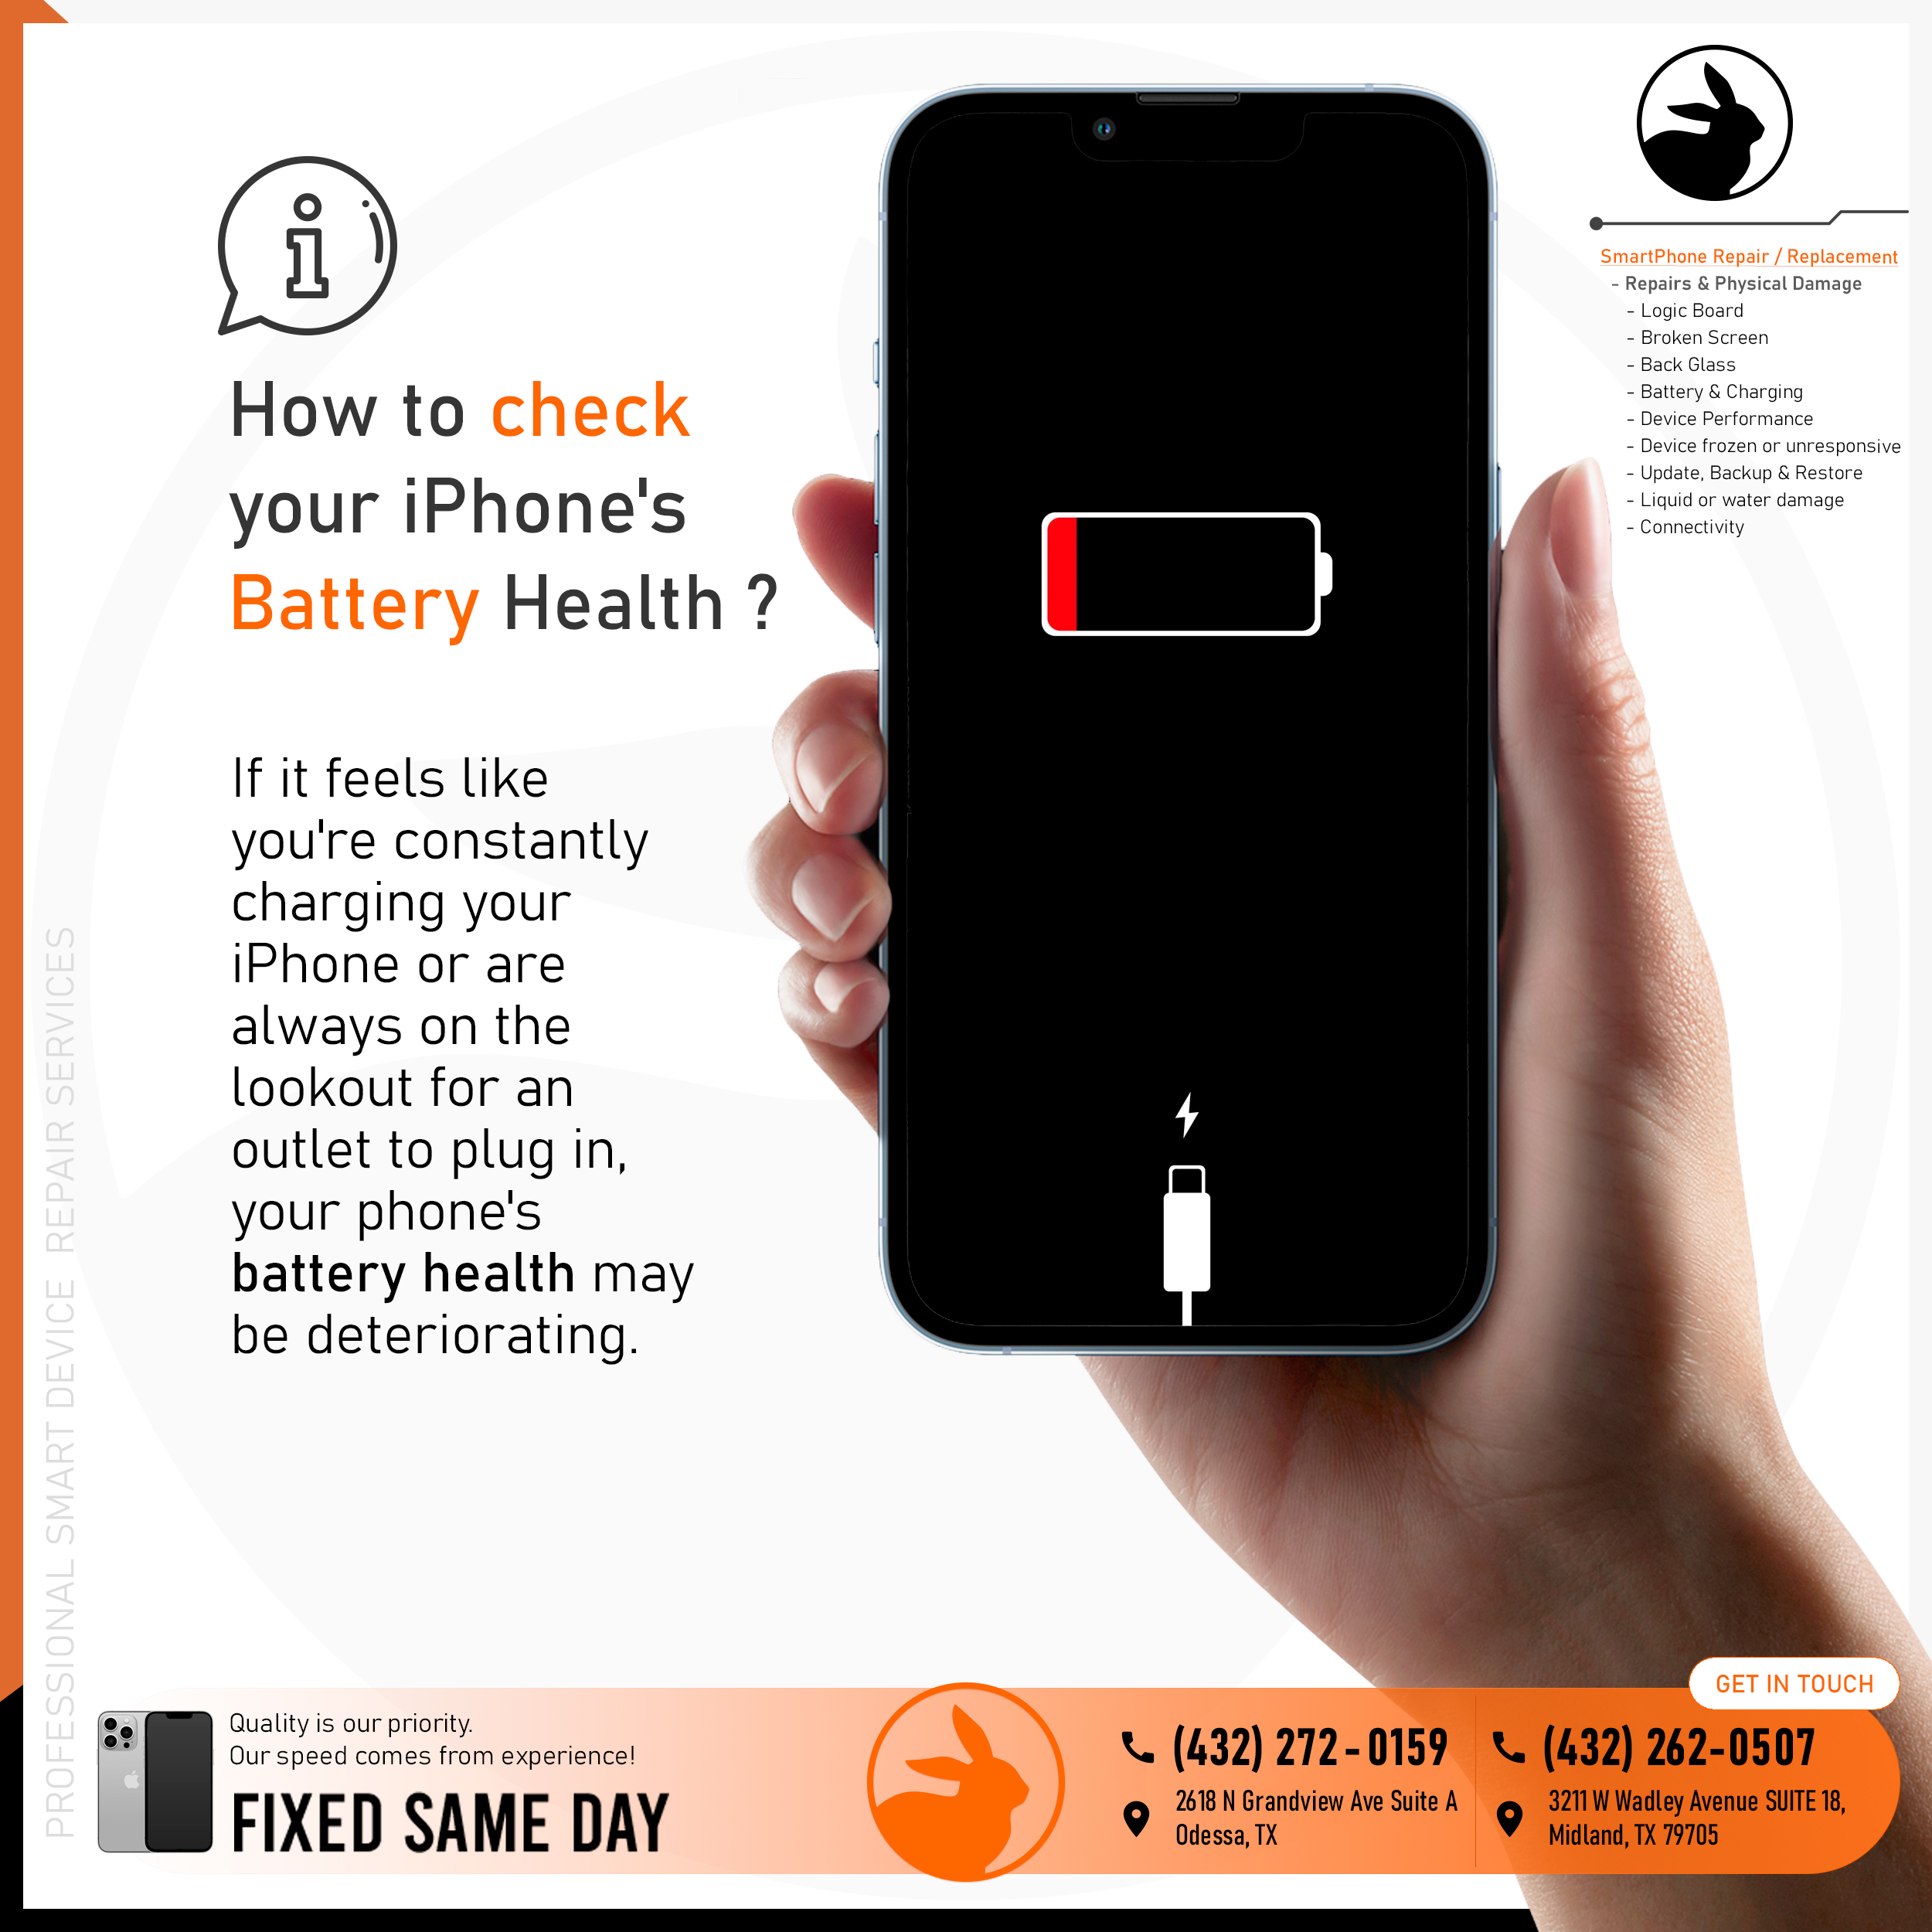 How to check
your iPhone's
Battery Health ?
If it feels like
you're constantly
charging your
iPhone or are
always on the
lookout for an
outlet to plug in,
your phone's
battery health may
be deteriorating.
SmartPhone Repair / Replacement
- Repairs & Physical Damage
- Logic Board
- Broken Screen
- Back Glass
- Battery & Charging
- Device Performance
- Device frozen or unresponsive
- Update, Backup & Restore
- Liquid or water damage
- Connectivity
PROFESSIONAL SMART DEVICE REPAIR SERVICES
Quality is our priority.
Our speed comes from experience!
FIXED SAME DAY
GET IN TOUCH
(432) 272-0159
2618 N Grandview Ave Suite A
Odessa, TX
(432) 262-0507
3211 W Wadley Avenue SUITE 18,
Midland, TX 79705